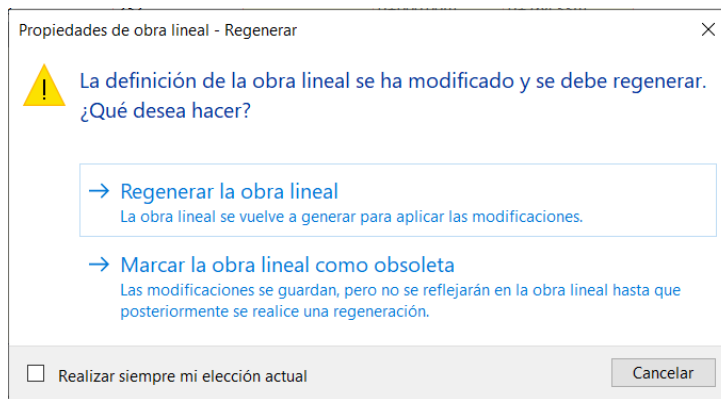 Propiedades de obra lineal - Regenerar
La definición de la obra lineal se ha modificado y se debe regenerar.
¿Qué desea hacer?
Regenerar la obra lineal
La obra lineal se vuelve a generar para aplicar las modificaciones.
Marcar la obra lineal como obsoleta
Las modificaciones se guardan, pero no se reflejarán en la obra lineal hasta que
posteriormente se realice una regeneración.
Realizar siempre mi elección actual
Cancelar